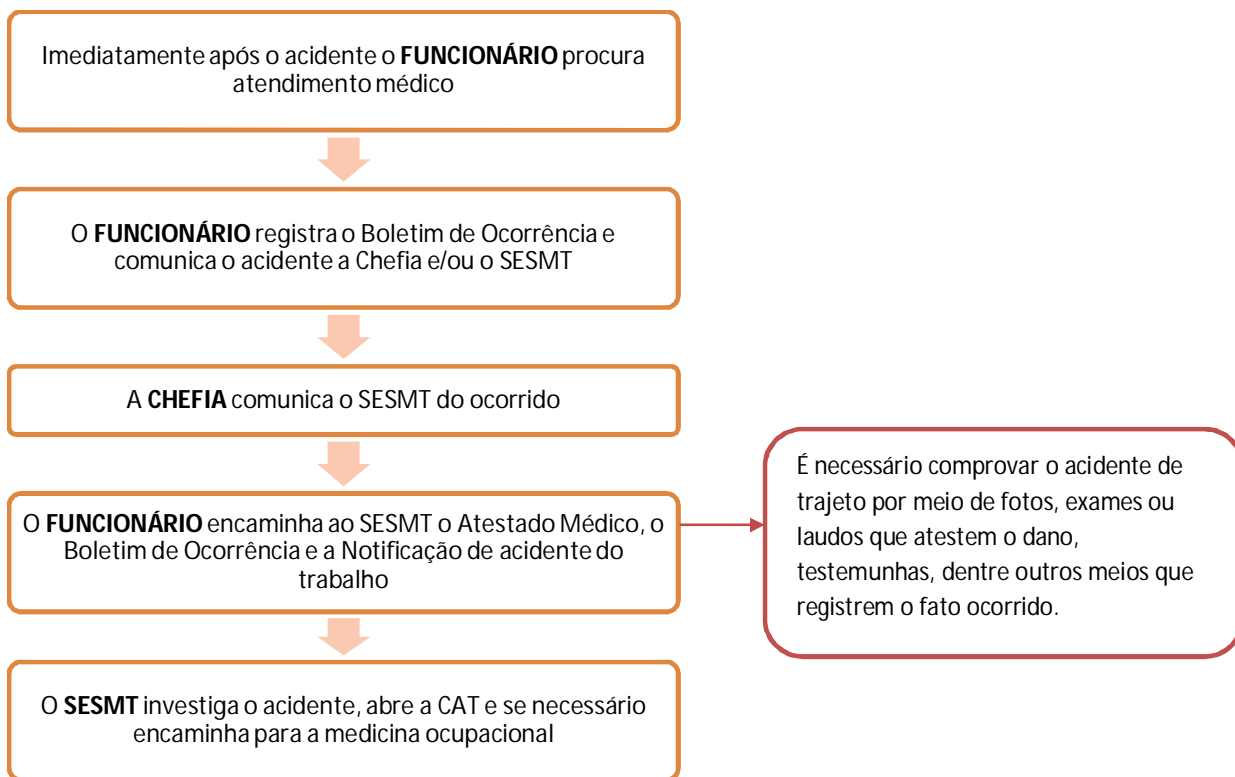 Imediatamente após o acidente o FUNCIONÁRIO procura
atendimento médico
O FUNCIONÁRIO registra o Boletim de Ocorrência e
comunica o acidente a Chefia e/ou o SESMT
A CHEFIA comunica o SESMT do ocorrido
O FUNCIONÁRIO encaminha ao SESMT o Atestado Médico, o
Boletim de Ocorrência e a Notificação de acidente do
trabalho
É necessário comprovar o acidente de
trajeto por meio de fotos, exames ou
laudos que atestem o dano,
testemunhas, dentre outros meios que
registrem o fato ocorrido.
O SESMT investiga o acidente, abre a CAT e se necessário
encaminha para a medicina ocupacional